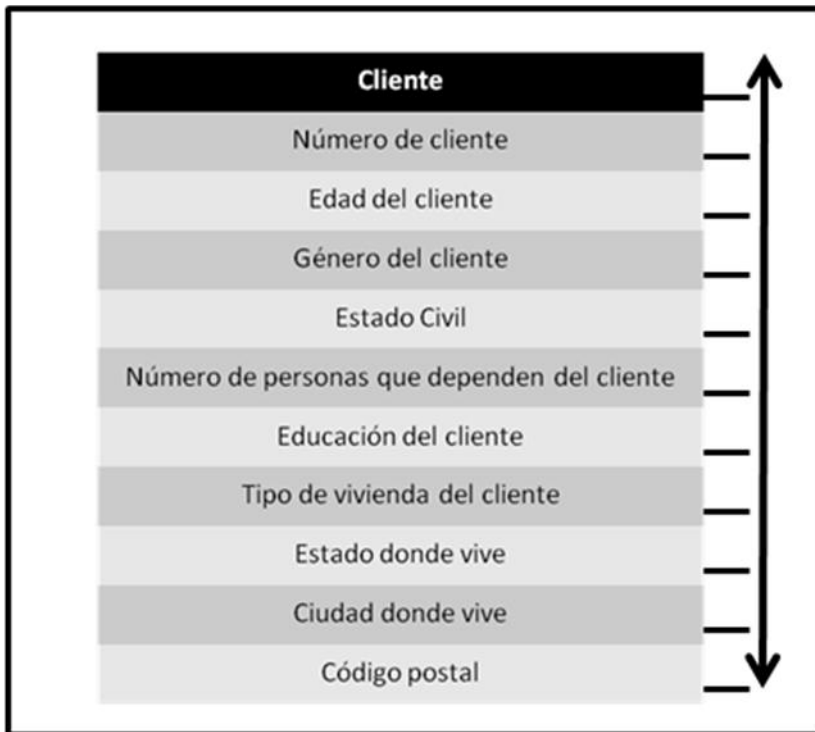 Cliente
Número de cliente
Edad del cliente
Género del cliente
Estado Civil
Número de personas que dependen del cliente
Educación del cliente
Tipo de vivienda del cliente
Estado donde vive
Ciudad donde vive
Código postal